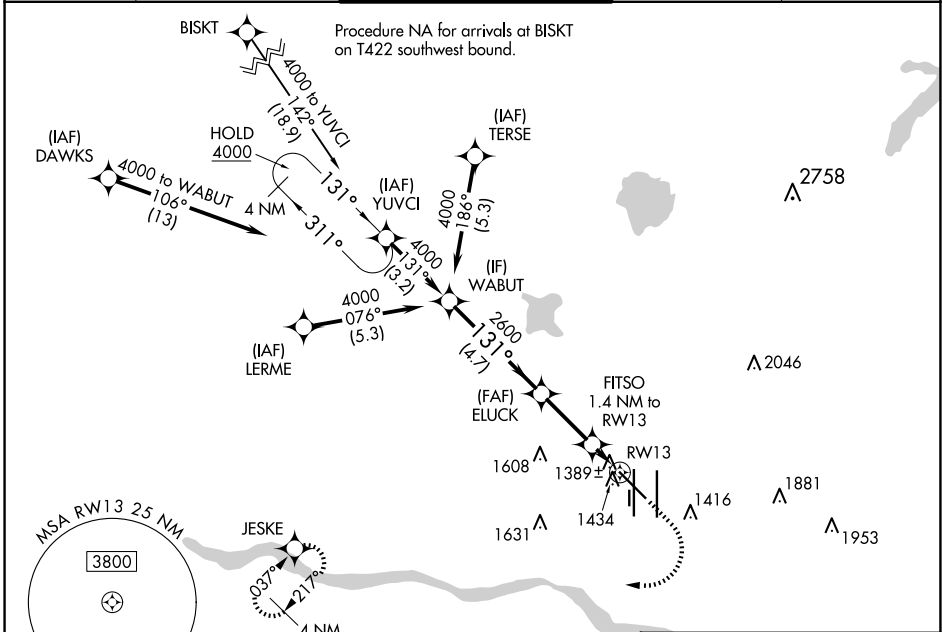 BISKT
Procedure NA for arrivals at BISKT
on T422 southwest bound.
4000 to YUVCI
142°
(18.9)
(IAF)
TERSE
(IAF)
DAWKS
HOLD
4000
4000 to WABUT
106°
(13)
4 NM
131°
311°
(IAF)
YUVCI
4000
186°
(5.3)
2758
4000
131°
(3.2)
(IF)
WABUT
4000
076°
(5.3)
(IAF)
LERME
2600
131°
(4.7)
2046
(FAF)
ELUCK
FITSO
1.4 NM to
RW13
RW13
1608
1389±
1434
1416
1881
1631
1953
MSA RW13 25 NM
3800
JESKE
037°
217°
4 NM